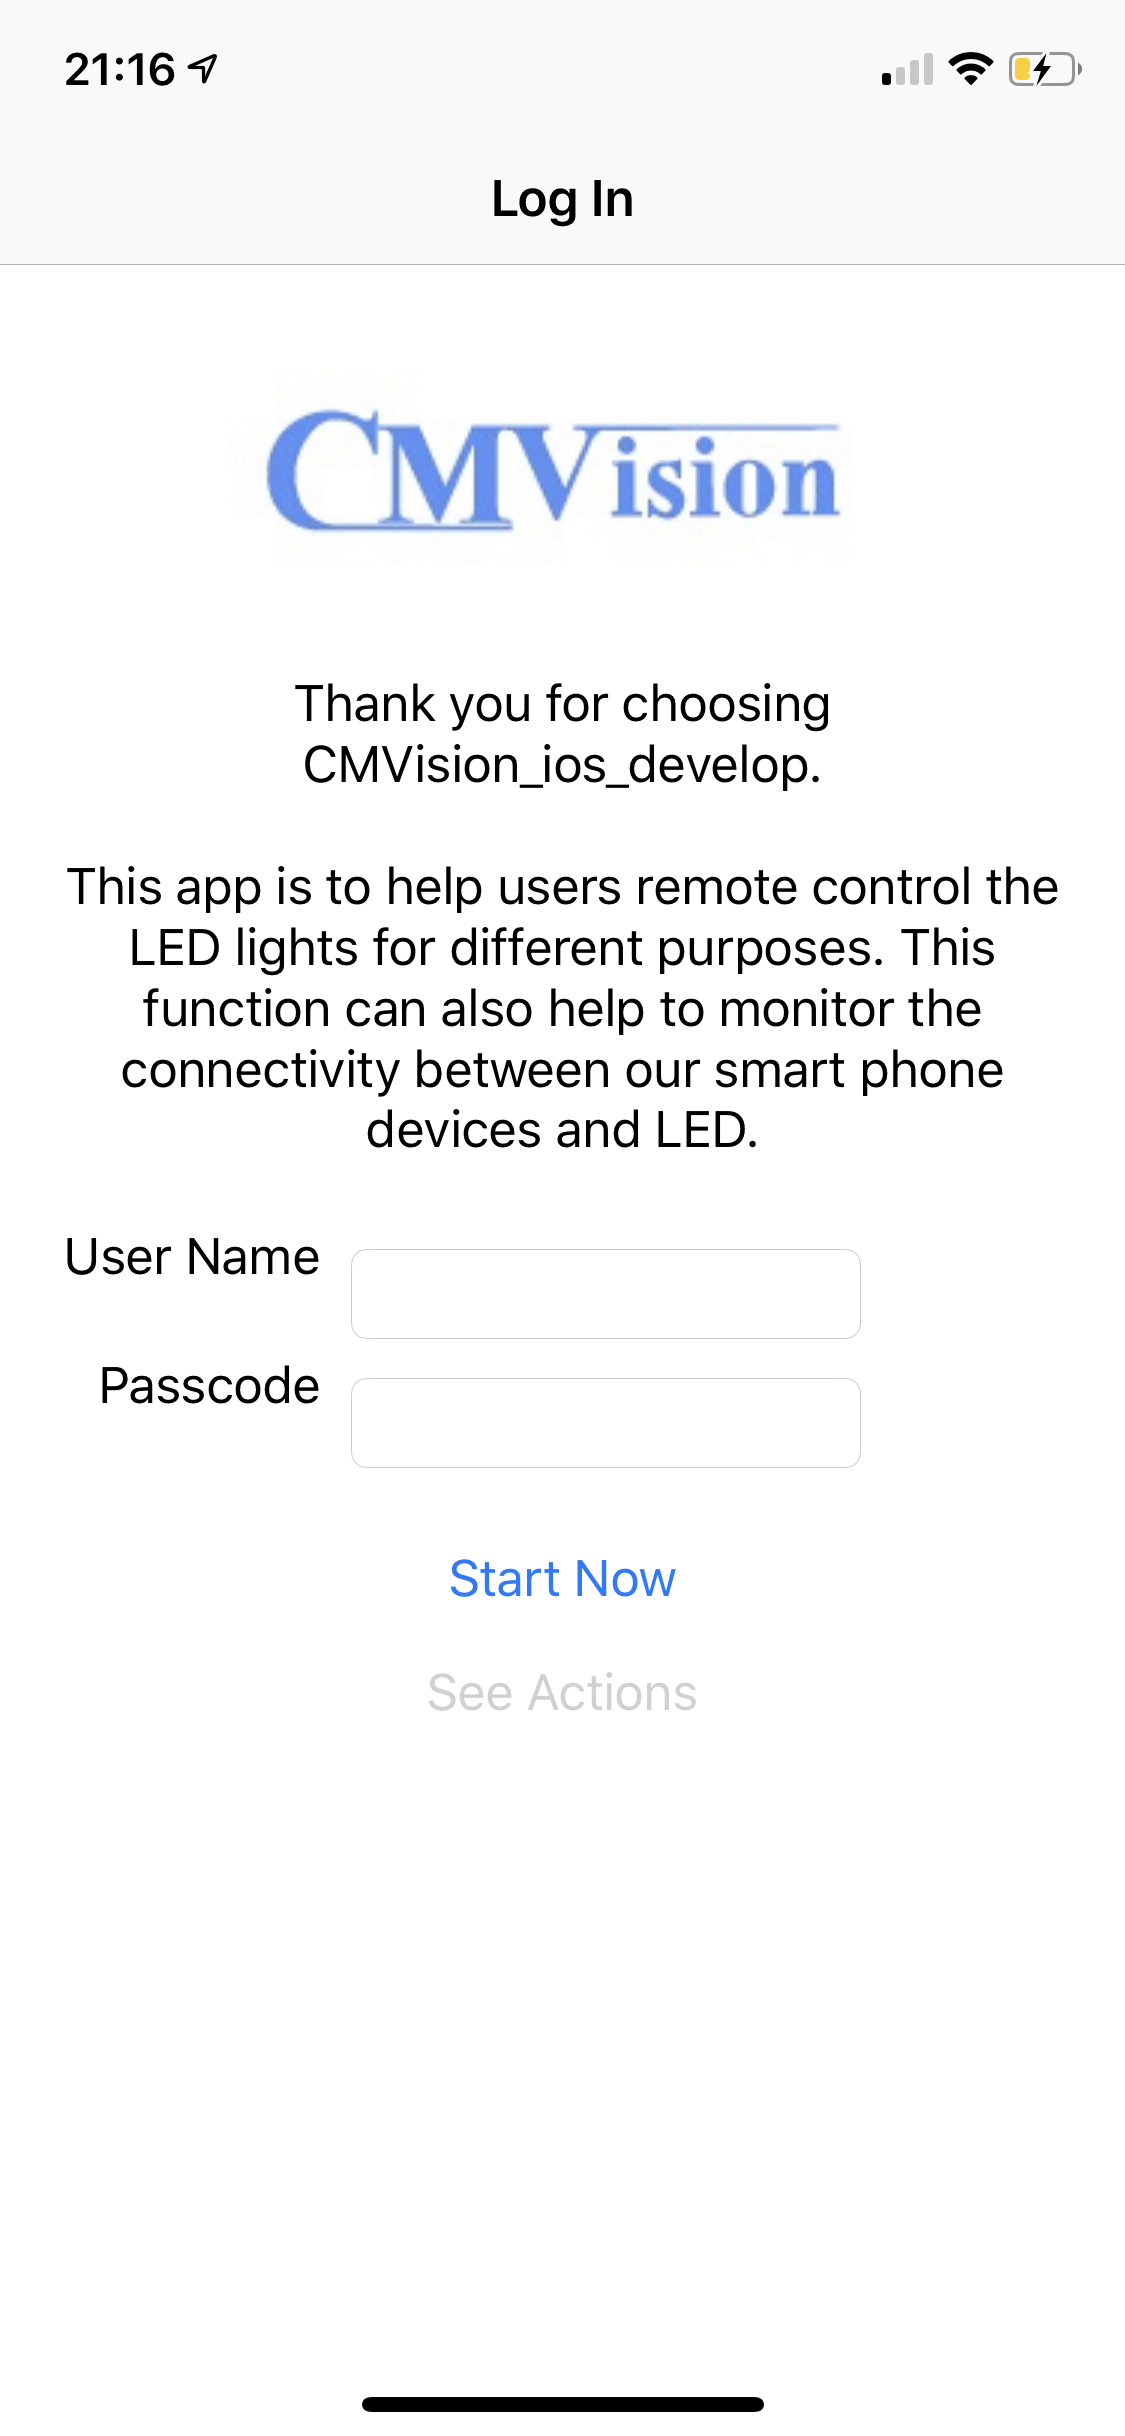 21:16
Log In
CMVision
Thank you for choosing
CMVision_ios_develop.
This app is to help users remote control the
LED lights for different purposes. This
function can also help to monitor the
connectivity between our smart phone
devices and LED.
User Name
Passcode
Start Now
See Actions